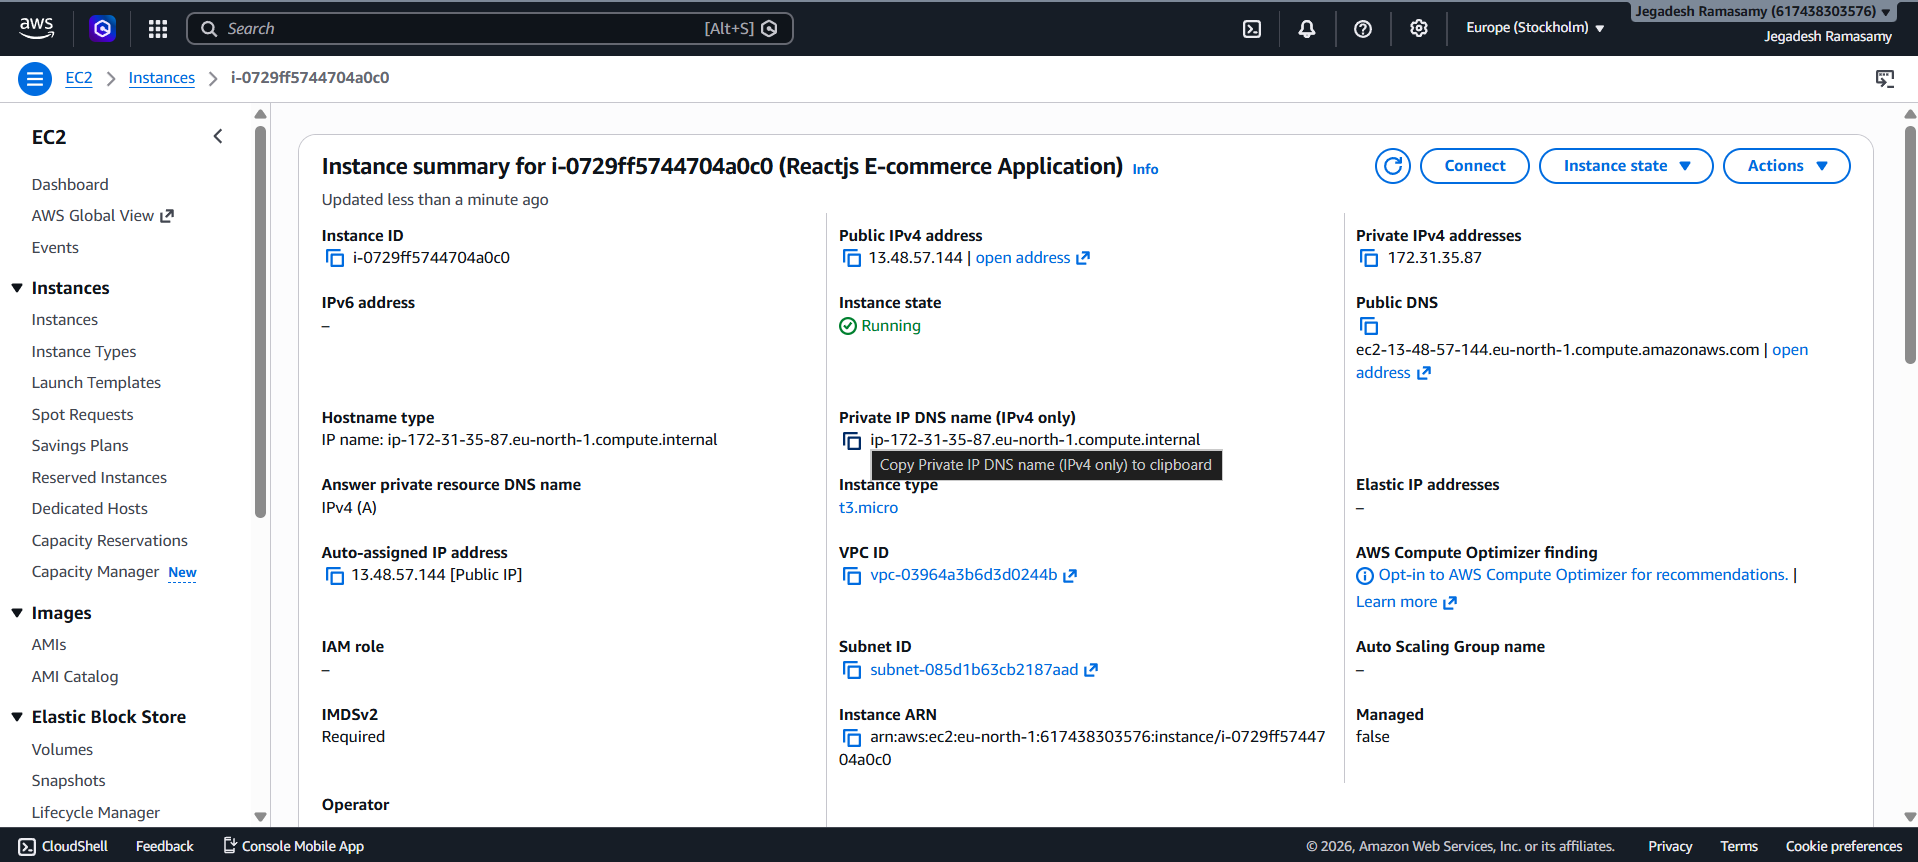 aws
Search
[Alt+S]
Europe (Stockholm)
Jegadesh Ramasamy (617438303576)
Jegadesh Ramasamy
EC2
Instances
i-0729ff5744704a0c0
EC2
Dashboard
AWS Global View
Events
Instances
Instances
Instance Types
Launch Templates
Spot Requests
Savings Plans
Reserved Instances
Dedicated Hosts
Capacity Reservations
Capacity Manager New
Images
AMIs
AMI Catalog
Elastic Block Store
Volumes
Snapshots
Lifecycle Manager
Instance summary for i-0729ff5744704a0c0 (Reactjs E-commerce Application) Info
Updated less than a minute ago
Connect
Instance state
Actions
Instance ID
i-0729ff5744704a0c0
Public IPv4 address
13.48.57.144 | open address
Private IPv4 addresses
172.31.35.87
IPv6 address
–
Instance state
Running
Public DNS
ec2-13-48-57-144.eu-north-1.compute.amazonaws.com | open
address
Hostname type
IP name: ip-172-31-35-87.eu-north-1.compute.internal
Private IP DNS name (IPv4 only)
ip-172-31-35-87.eu-north-1.compute.internal
Copy Private IP DNS name (IPv4 only) to clipboard
Answer private resource DNS name
IPv4 (A)
Instance type
t3.micro
Elastic IP addresses
–
Auto-assigned IP address
13.48.57.144 [Public IP]
VPC ID
vpc-03964a3b6d3d0244b
AWS Compute Optimizer finding
Opt-in to AWS Compute Optimizer for recommendations. |
Learn more
IAM role
–
Subnet ID
subnet-085d1b63cb2187aad
Auto Scaling Group name
–
IMDSv2
Required
Instance ARN
arn:aws:ec2:eu-north-1:617438303576:instance/i-0729ff57447
04a0c0
Managed
false
Operator
CloudShell
Feedback
Console Mobile App
© 2026, Amazon Web Services, Inc. or its affiliates.
Privacy
Terms
Cookie preferences